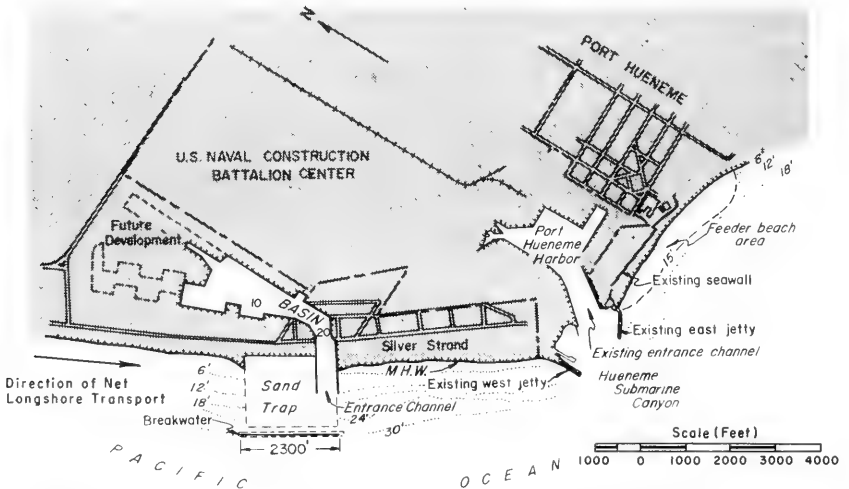 N
PORT HUENEME
U.S. NAVAL CONSTRUCTION
BATTALION CENTER
6'
12'
18'
Future
Development
Port
Hueneme
Harbor
Feeder beach
area
15'
10
BASIN
20
Existing seawall
Existing east jetty
Silver Strand
Existing entrance channel
M.H.W.
Existing west jetty
Hueneme
Submarine
Canyon
Direction of Net
Longshore Transport
6'
12'
18'
Sand
Trap
Entrance Channel
24'
30'
Breakwater
2300'
PACIFIC OCEAN
Scale (Feet)
1000 0 1000 2000 3000 4000